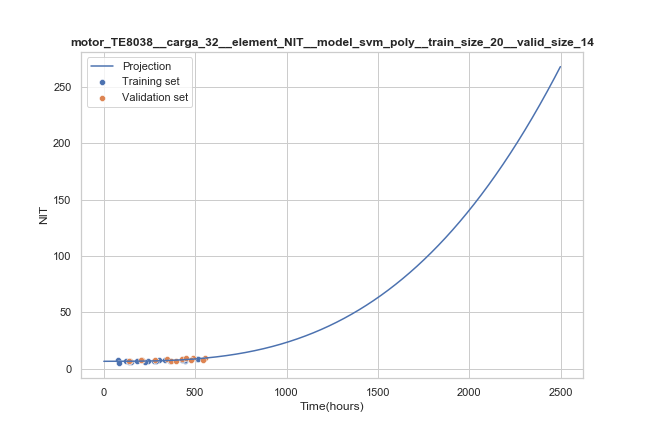 motor_TE8038__carga_32__element_NIT__model_svm_poly__train_size_20__valid_size_14
Projection
Training set
Validation set
250
200
150
100
50
0
NIT
0 500 1000 1500 2000 2500
Time(hours)